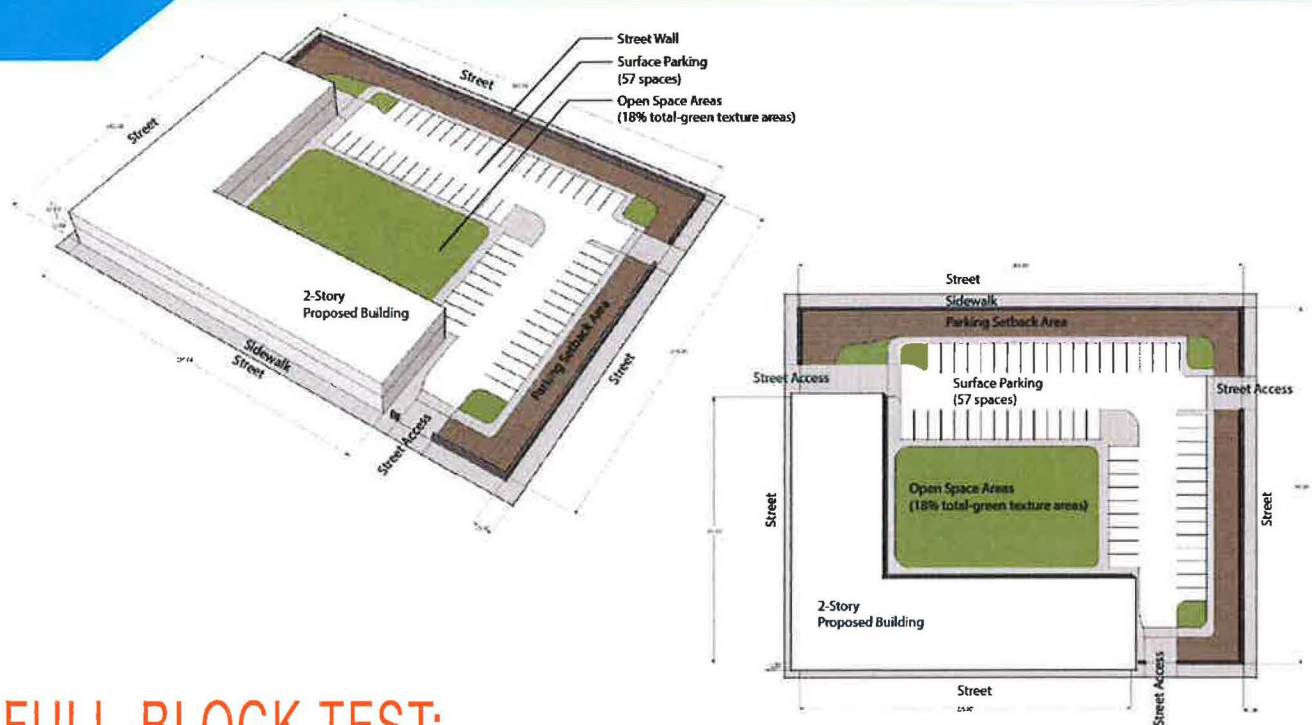 Street Wall
Surface Parking
(57 spaces)
Open Space Areas
(18% total-green texture areas)
Street
Street
2-Story
Proposed Building
Sidewalk
Street
Parking Setback Area
Street
Street Access
Street
Sidewalk
Parking Setback Area
Street Access
Surface Parking
(57 spaces)
Street Access
Open Space Areas
(18% total-green texture areas)
Street
Street
2-Story
Proposed Building
Street
Street Access
FULL-BLOCK TEST: